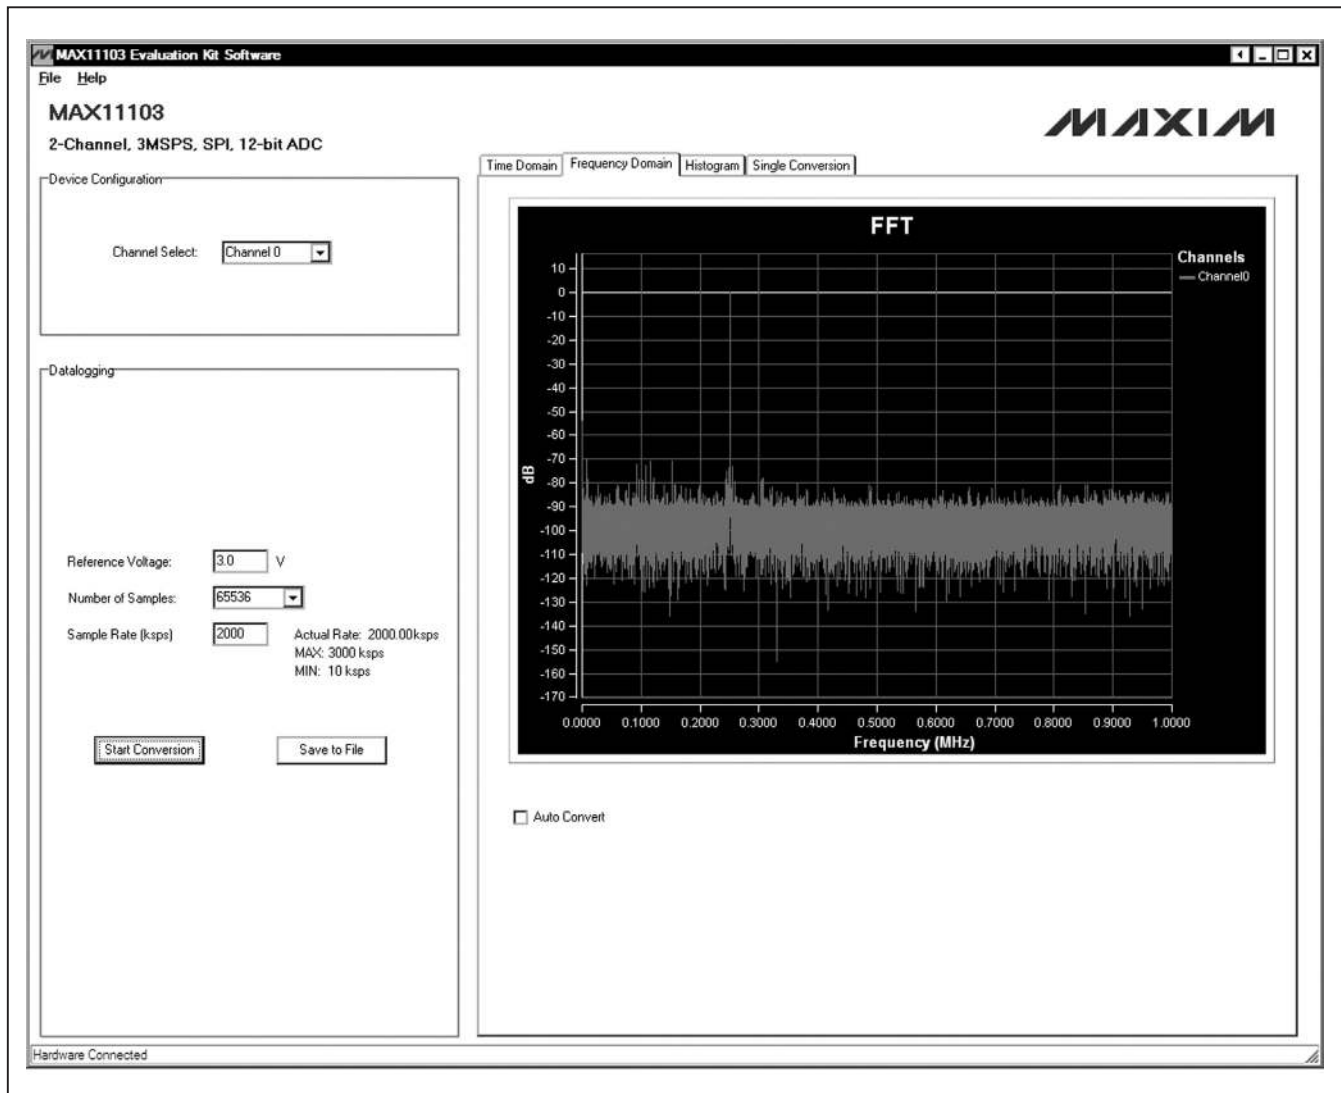 MAX11103 Evaluation Kit Software
File Help
MAX11103
2-Channel, 3MSPS, SPI, 12-bit ADC
MAXIM
Device Configuration
Channel Select: Channel 0
Datalogging
Reference Voltage: 3.0 V
Number of Samples: 65536
Sample Rate (ksps) 2000
Actual Rate: 2000.00ksps
MAX: 3000 ksps
MIN: 10 ksps
Start Conversion Save to File
Time Domain Frequency Domain Histogram Single Conversion
FFT
Channels
Channel0
10
0
-10
-20
-30
-40
-50
-60
-70
-80
-90
-100
-110
-120
-130
-140
-150
-160
-170
dB
0.0000 0.1000 0.2000 0.3000 0.4000 0.5000 0.6000 0.7000 0.8000 0.9000 1.0000
Frequency (MHz)
Auto Convert
Hardware Connected